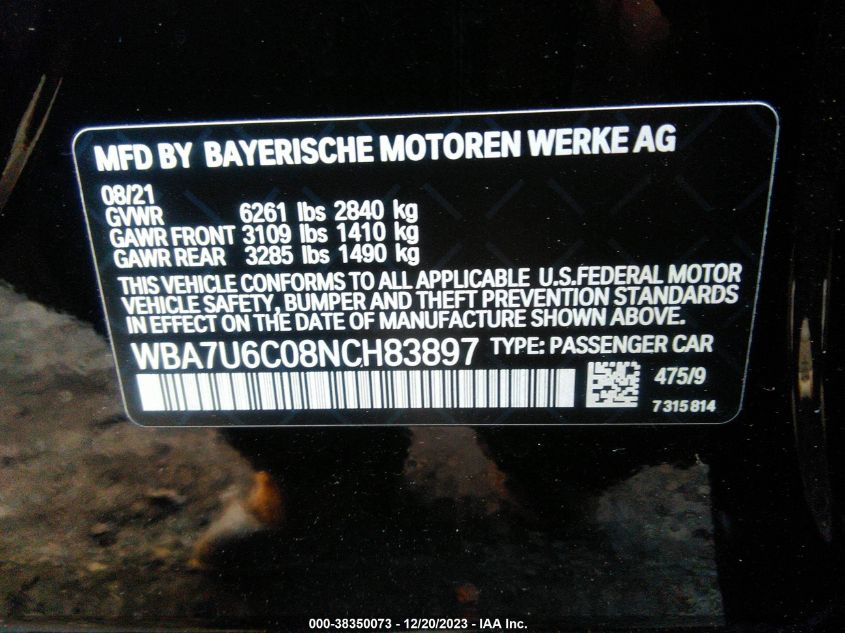 MFD BY BAYERISCHE MOTOREN WERKE AG
08/21
GVWR 6261 lbs 2840 kg
GAWR FRONT 3109 lbs 1410 kg
GAWR REAR 3285 lbs 1490 kg
THIS VEHICLE CONFORMS TO ALL APPLICABLE U.S.FEDERAL MOTOR
VEHICLE SAFETY, BUMPER AND THEFT PREVENTION STANDARDS
IN EFFECT ON THE DATE OF MANUFACTURE SHOWN ABOVE.
WBA7U6C08NCH83897 TYPE: PASSENGER CAR
475/9
7315814
000-38350073 - 12/20/2023 - IAA Inc.